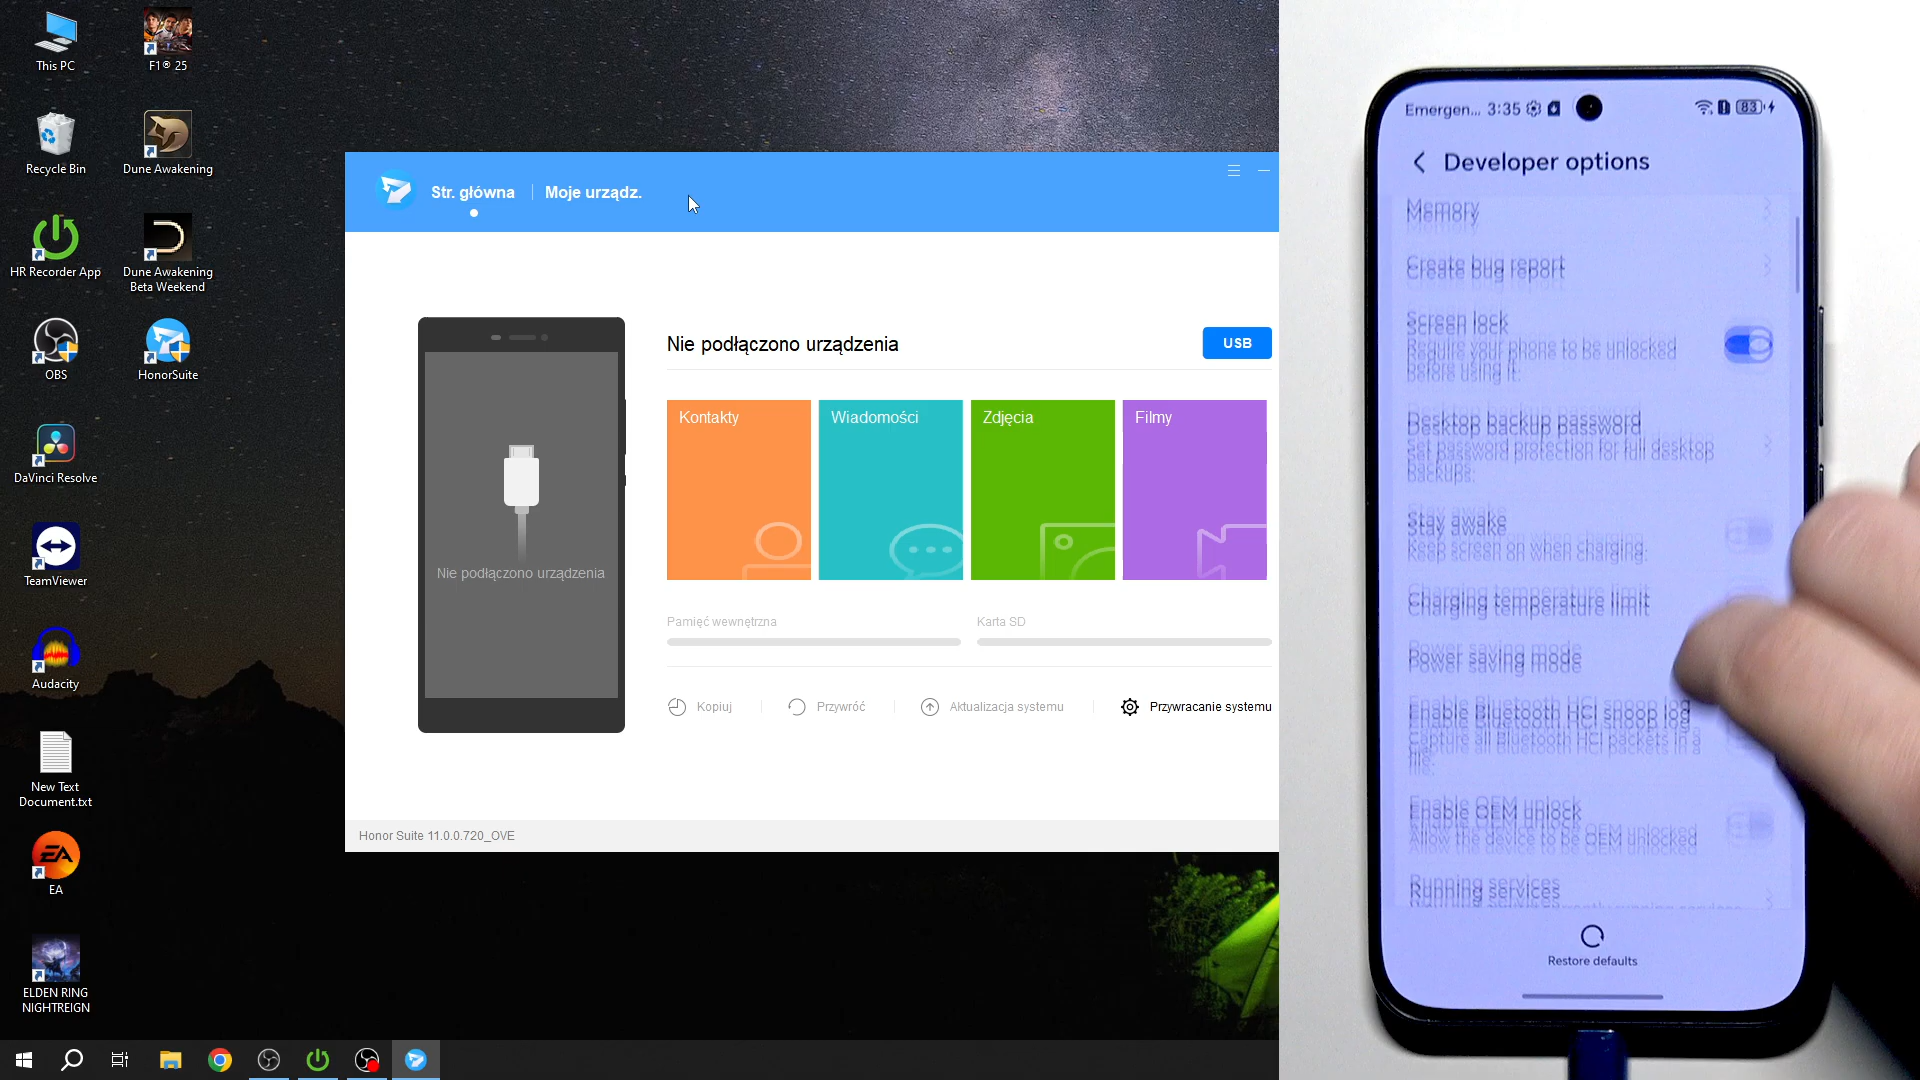 This PC
F1® 25
Recycle Bin
Dune Awakening
HR Recorder App
Dune Awakening
Beta Weekend
OBS
HonorSuite
DaVinci Resolve
TeamViewer
Audacity
New Text
Document.txt
EA
ELDEN RING
NIGHTREIGN
Str. główna
Moje urządz.
Nie podłączono urządzenia
Nie podłączono urządzenia
USB
Kontakty
Wiadomości
Zdjęcia
Filmy
Pamięć wewnętrzna
Karta SD
Kopiuj
Przywróć
Aktualizacja systemu
Przywracanie systemu
Honor Suite 11.0.0.720_OVE
Emergen... 3:35
83
Developer options
Memory
Create bug report
Screen lock
Require your phone to be unlocked
before using it.
Desktop backup password
Set password protection for full desktop
backups.
Stay awake
Keep screen on when charging.
Charging temperature limit
Power saving mode
Enable Bluetooth HCI snoop log
Capture all Bluetooth HCI packets in a
file.
Enable OEM unlock
Allow the device to be OEM unlocked
Running services
Restore defaults